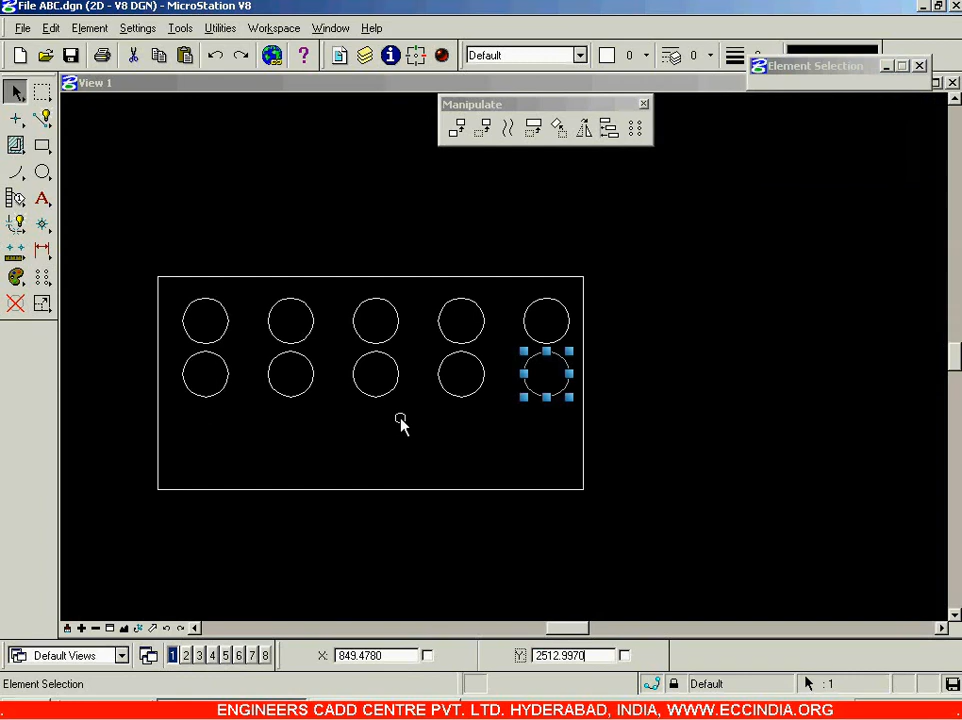 File ABC.dgn (2D - V8 DGN) - MicroStation V8
File Edit Element Settings Tools Utilities Workspace Window Help
Default 0 0
Element Selection
View 1
Manipulate
Default Views 1 2 3 4 5 6 7 8 X: 849.4780 Y: 2512.9970
Element Selection Default : 1
ENGINEERS CADD CENTRE PVT. LTD. HYDERABAD, INDIA, WWW.ECCINDIA.ORG